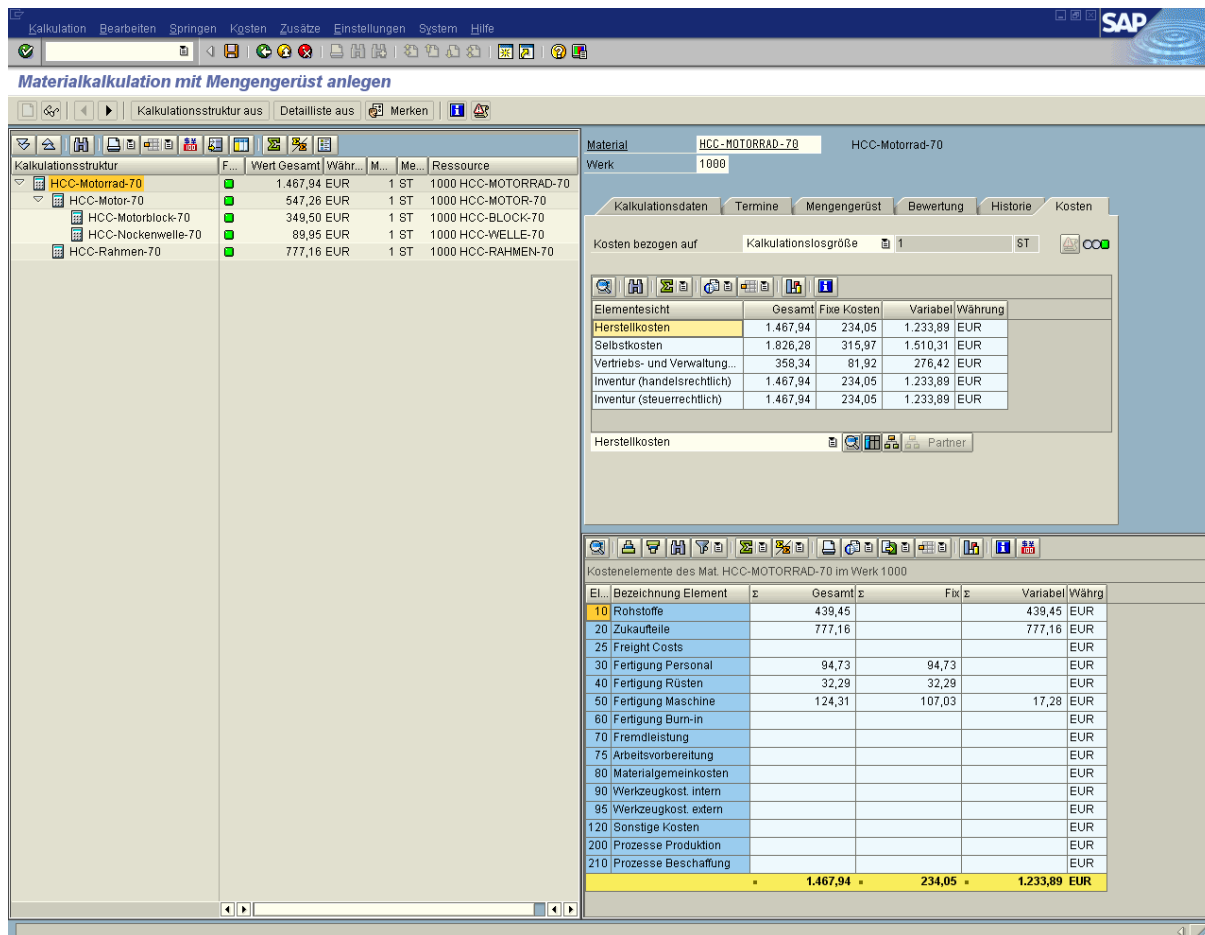 Kalkulation Bearbeiten Springen Kosten Zusätze Einstellungen System Hilfe
SAP
Materialkalkulation mit Mengengerüst anlegen
Kalkulationsstruktur aus Detailliste aus Merken
Kalkulationsstruktur F... Wert Gesamt Währ... M... Me... Ressource
HCC-Motorrad-70 1.467,94 EUR 1 ST 1000 HCC-MOTORRAD-70
HCC-Motor-70 547,26 EUR 1 ST 1000 HCC-MOTOR-70
HCC-Motorblock-70 349,50 EUR 1 ST 1000 HCC-BLOCK-70
HCC-Nockenwelle-70 89,95 EUR 1 ST 1000 HCC-WELLE-70
HCC-Rahmen-70 777,16 EUR 1 ST 1000 HCC-RAHMEN-70
Material HCC-MOTORRAD-70 HCC-Motorrad-70
Werk 1000
Kalkulationsdaten Termine Mengengerüst Bewertung Historie Kosten
Kosten bezogen auf Kalkulationslosgröße 1 ST
Elementesicht Gesamt Fixe Kosten Variabel Währung
Herstellkosten 1.467,94 234,05 1.233,89 EUR
Selbstkosten 1.826,28 315,97 1.510,31 EUR
Vertriebs- und Verwaltung... 358,34 81,92 276,42 EUR
Inventur (handelsrechtlich) 1.467,94 234,05 1.233,89 EUR
Inventur (steuerrechtlich) 1.467,94 234,05 1.233,89 EUR
Herstellkosten Partner
Kostenelemente des Mat. HCC-MOTORRAD-70 im Werk 1000
El... Bezeichnung Element Σ Gesamt Σ Fix Σ Variabel Währg
10 Rohstoffe 439,45 439,45 EUR
20 Zukaufteile 777,16 777,16 EUR
25 Freight Costs EUR
30 Fertigung Personal 94,73 94,73 EUR
40 Fertigung Rüsten 32,29 32,29 EUR
50 Fertigung Maschine 124,31 107,03 17,28 EUR
60 Fertigung Burn-in EUR
70 Fremdleistung EUR
75 Arbeitsvorbereitung EUR
80 Materialgemeinkosten EUR
90 Werkzeugkost. intern EUR
95 Werkzeugkost. extern EUR
120 Sonstige Kosten EUR
200 Prozesse Produktion EUR
210 Prozesse Beschaffung EUR
1.467,94 234,05 1.233,89 EUR